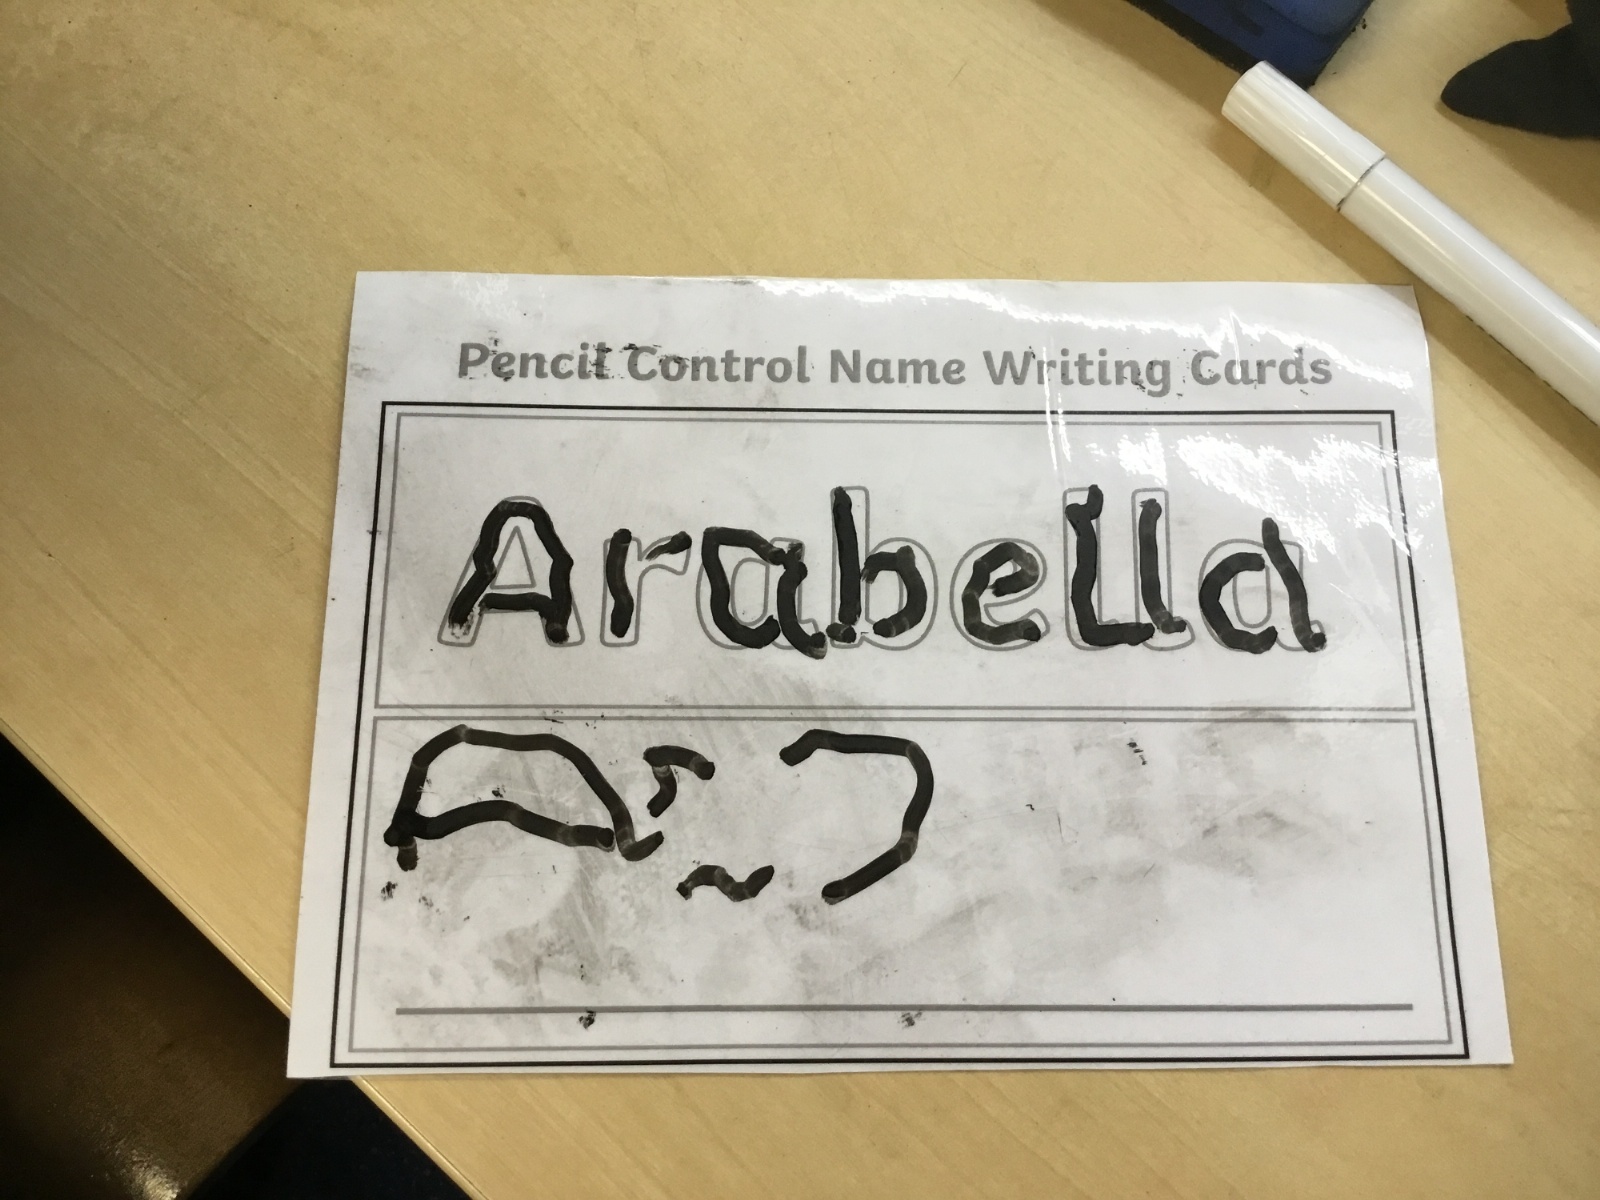 Pencil Control Name Writing Cards
Arabella
A